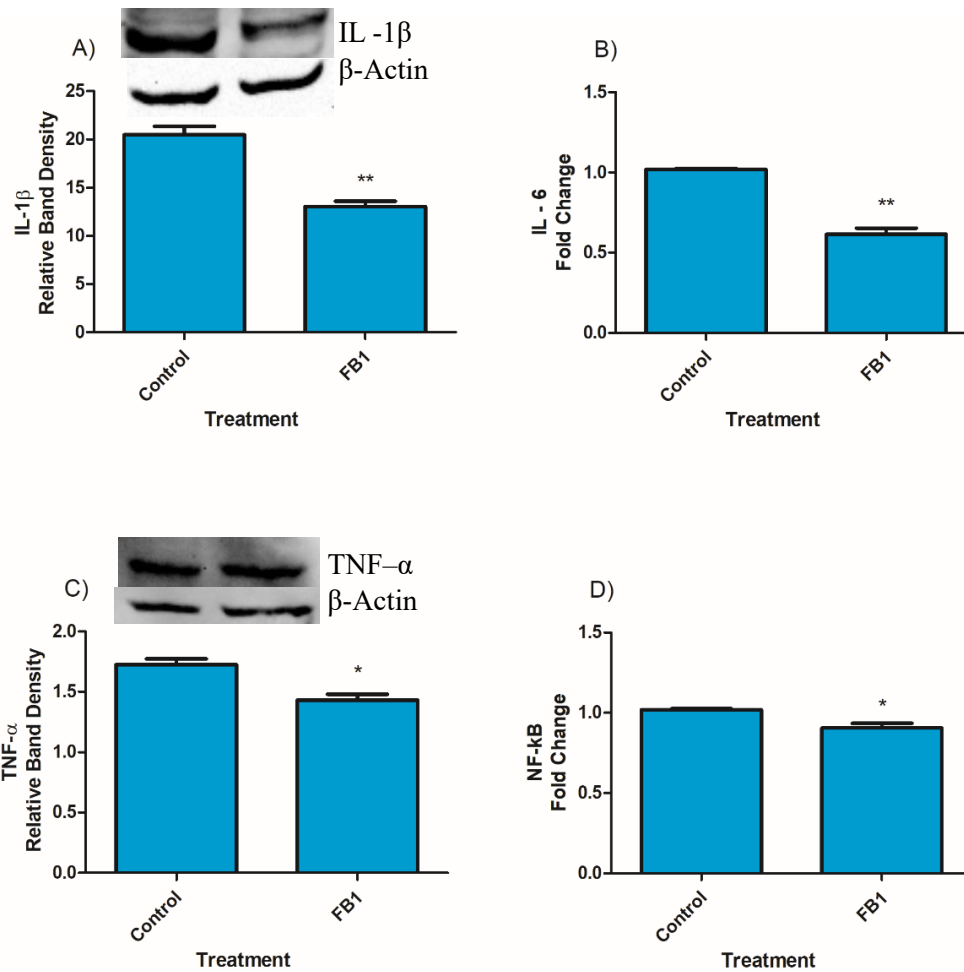 A)
IL -1β
β-Actin
IL-1β
Relative Band Density
25
20
15
10
5
0
**
Control
FB1
Treatment
B)
IL - 6
Fold Change
1.5
1.0
0.5
0.0
**
Control
FB1
Treatment
C)
TNF–α
β-Actin
TNF-α
Relative Band Density
2.0
1.5
1.0
0.5
0.0
*
Control
FB1
Treatment
D)
NF-kB
Fold Change
1.5
1.0
0.5
0.0
*
Control
FB1
Treatment